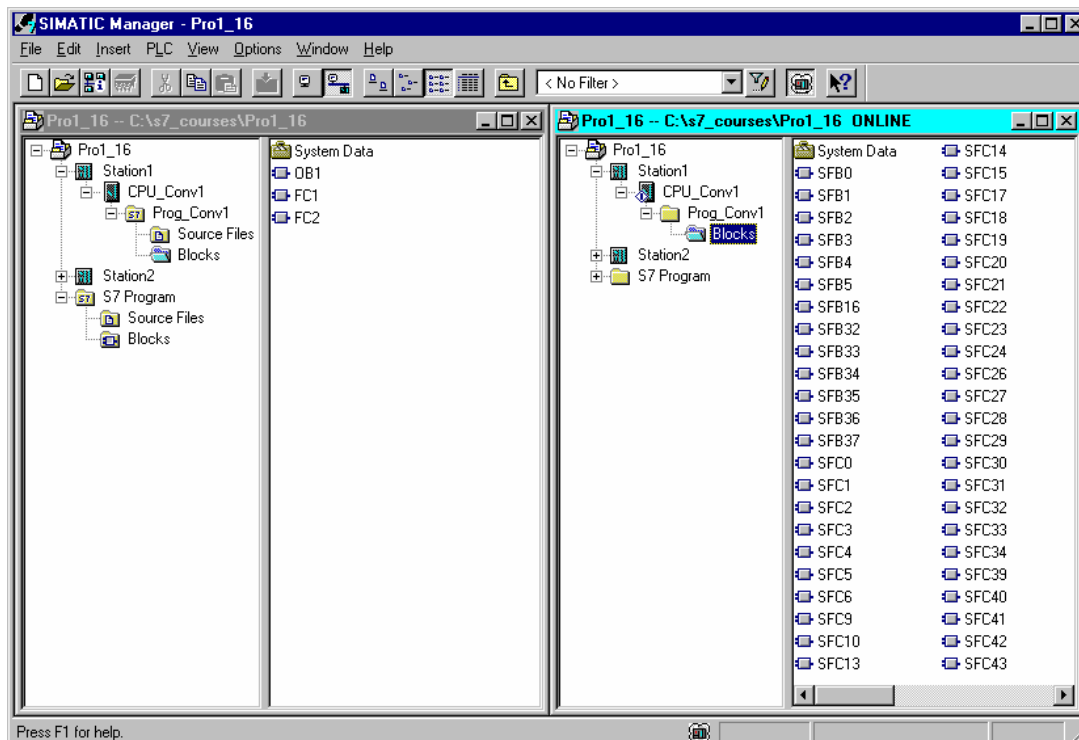 SIMATIC Manager - Pro1_16
File Edit Insert PLC View Options Window Help
< No Filter >
Pro1_16 -- C:\s7_courses\Pro1_16
Pro1_16
Station1
CPU_Conv1
Prog_Conv1
Source Files
Blocks
Station2
S7 Program
Source Files
Blocks
System Data
OB1
FC1
FC2
Pro1_16 -- C:\s7_courses\Pro1_16 ONLINE
Pro1_16
Station1
CPU_Conv1
Prog_Conv1
Blocks
Station2
S7 Program
System Data
SFB0
SFB1
SFB2
SFB3
SFB4
SFB5
SFB16
SFB32
SFB33
SFB34
SFB35
SFB36
SFB37
SFC0
SFC1
SFC2
SFC3
SFC4
SFC5
SFC6
SFC9
SFC10
SFC13
SFC14
SFC15
SFC17
SFC18
SFC19
SFC20
SFC21
SFC22
SFC23
SFC24
SFC26
SFC27
SFC28
SFC29
SFC30
SFC31
SFC32
SFC33
SFC34
SFC39
SFC40
SFC41
SFC42
SFC43
Press F1 for help.